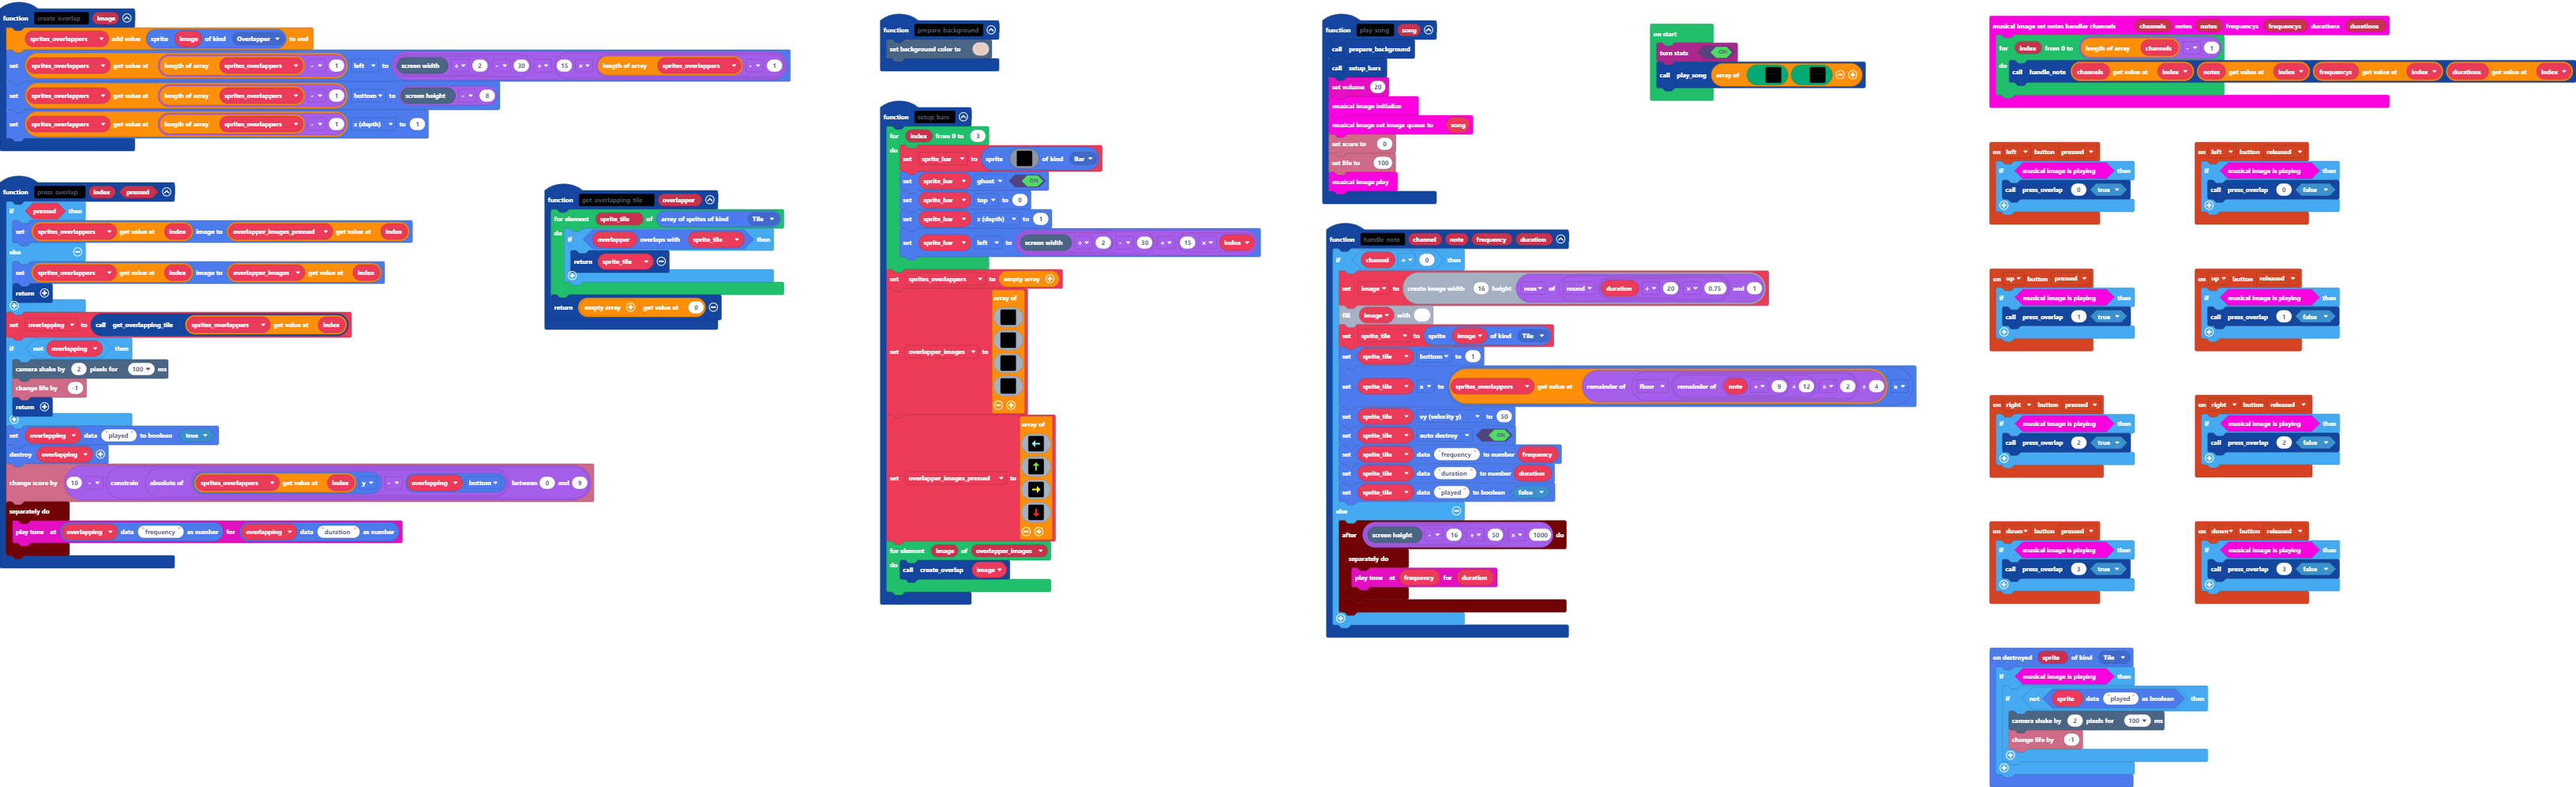 function create_overlap image
sprites_overlappers add value sprite image of kind Overlapper to end
set sprites_overlappers get value at length of array sprites_overlappers - 1 left to screen width ÷ 2 - 30 + 15 × length of array sprites_overlappers - 1
set sprites_overlappers get value at length of array sprites_overlappers - 1 bottom to screen height - 8
set sprites_overlappers get value at length of array sprites_overlappers - 1 z (depth) to 1
function press_overlap index pressed
if pressed then
set sprites_overlappers get value at index image to overlapper_images_pressed get value at index
else
set sprites_overlappers get value at index image to overlapper_images get value at index
return
set overlapping to call get_overlapping_tile sprites_overlappers get value at index
if not overlapping then
camera shake by 2 pixels for 100 ms
change life by -1
return
set overlapping data "played" to boolean true
destroy overlapping
change score by 10 - constrain absolute of sprites_overlappers get value at index y - overlapping bottom between 0 and 9
separately do
play tone at overlapping data "frequency" as number for overlapping data "duration" as number
function get_overlapping_tile overlapper
for element sprite_tile of array of sprites of kind Tile
do
if overlapper overlaps with sprite_tile then
return sprite_tile
return empty array get value at 0
function prepare_background
set background color to
function setup_bars
for index from 0 to 3
do
set sprite_bar to sprite of kind Bar
set sprite_bar ghost ON
set sprite_bar top to 0
set sprite_bar z (depth) to 1
set sprite_bar left to screen width ÷ 2 - 30 + 15 × index
set sprites_overlappers to empty array
array of
set overlapper_images to
array of
set overlapper_images_pressed to
for element image of overlapper_images
do call create_overlap image
function play_song song
call prepare_background
call setup_bars
set volume 20
musical image initialize
musical image set image queue to song
set score to 0
set life to 100
musical image play
function handle_note channel note frequency duration
if channel = 0 then
set image to create image width 16 height max of round duration ÷ 20 × 0.75 and 1
fill image with
set sprite_tile to sprite image of kind Tile
set sprite_tile bottom to 1
set sprite_tile x to sprites_overlappers get value at remainder of floor remainder of note + 9 ÷ 12 ÷ 2 ÷ 4 x
set sprite_tile vy (velocity y) to 50
set sprite_tile auto destroy ON
set sprite_tile data "frequency" to number frequency
set sprite_tile data "duration" to number duration
set sprite_tile data "played" to boolean false
else
after screen height - 16 ÷ 50 × 1000 do
separately do
play tone at frequency for duration
on start
turn stats ON
call play_song array of
musical image set notes handler channels channels notes notes frequencys frequencys durations durations
for index from 0 to length of array channels - 1
do call handle_note channels get value at index notes get value at index frequencys get value at index durations get value at index
on left button pressed
if musical image is playing then
call press_overlap 0 true
on left button released
if musical image is playing then
call press_overlap 0 false
on up button pressed
if musical image is playing then
call press_overlap 1 true
on up button released
if musical image is playing then
call press_overlap 1 false
on right button pressed
if musical image is playing then
call press_overlap 2 true
on right button released
if musical image is playing then
call press_overlap 2 false
on down button pressed
if musical image is playing then
call press_overlap 3 true
on down button released
if musical image is playing then
call press_overlap 3 false
on destroyed sprite of kind Tile
if musical image is playing then
if not sprite data "played" as boolean then
camera shake by 2 pixels for 100 ms
change life by -1